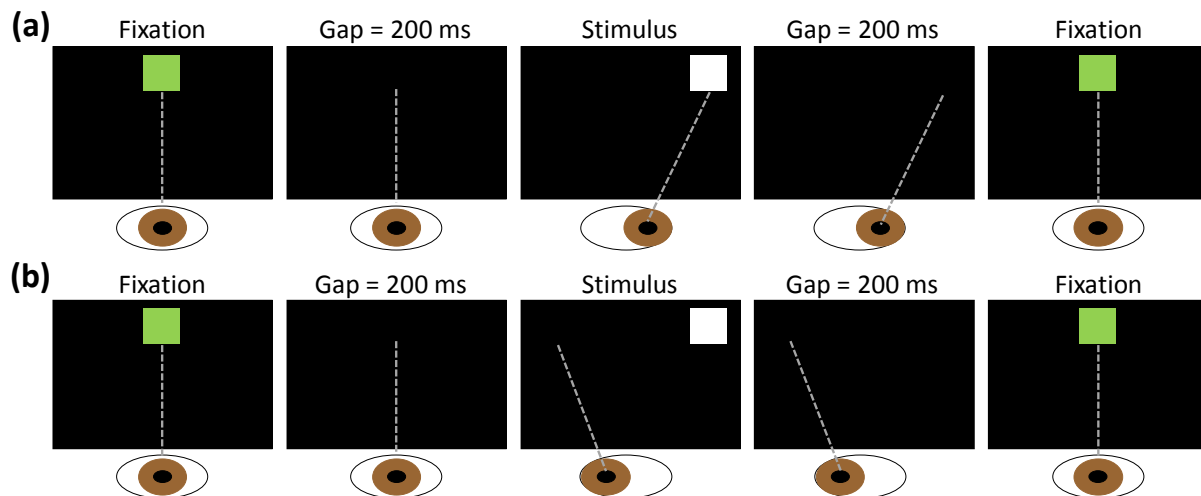 (a) Fixation Gap = 200 ms Stimulus Gap = 200 ms Fixation
(b) Fixation Gap = 200 ms Stimulus Gap = 200 ms Fixation